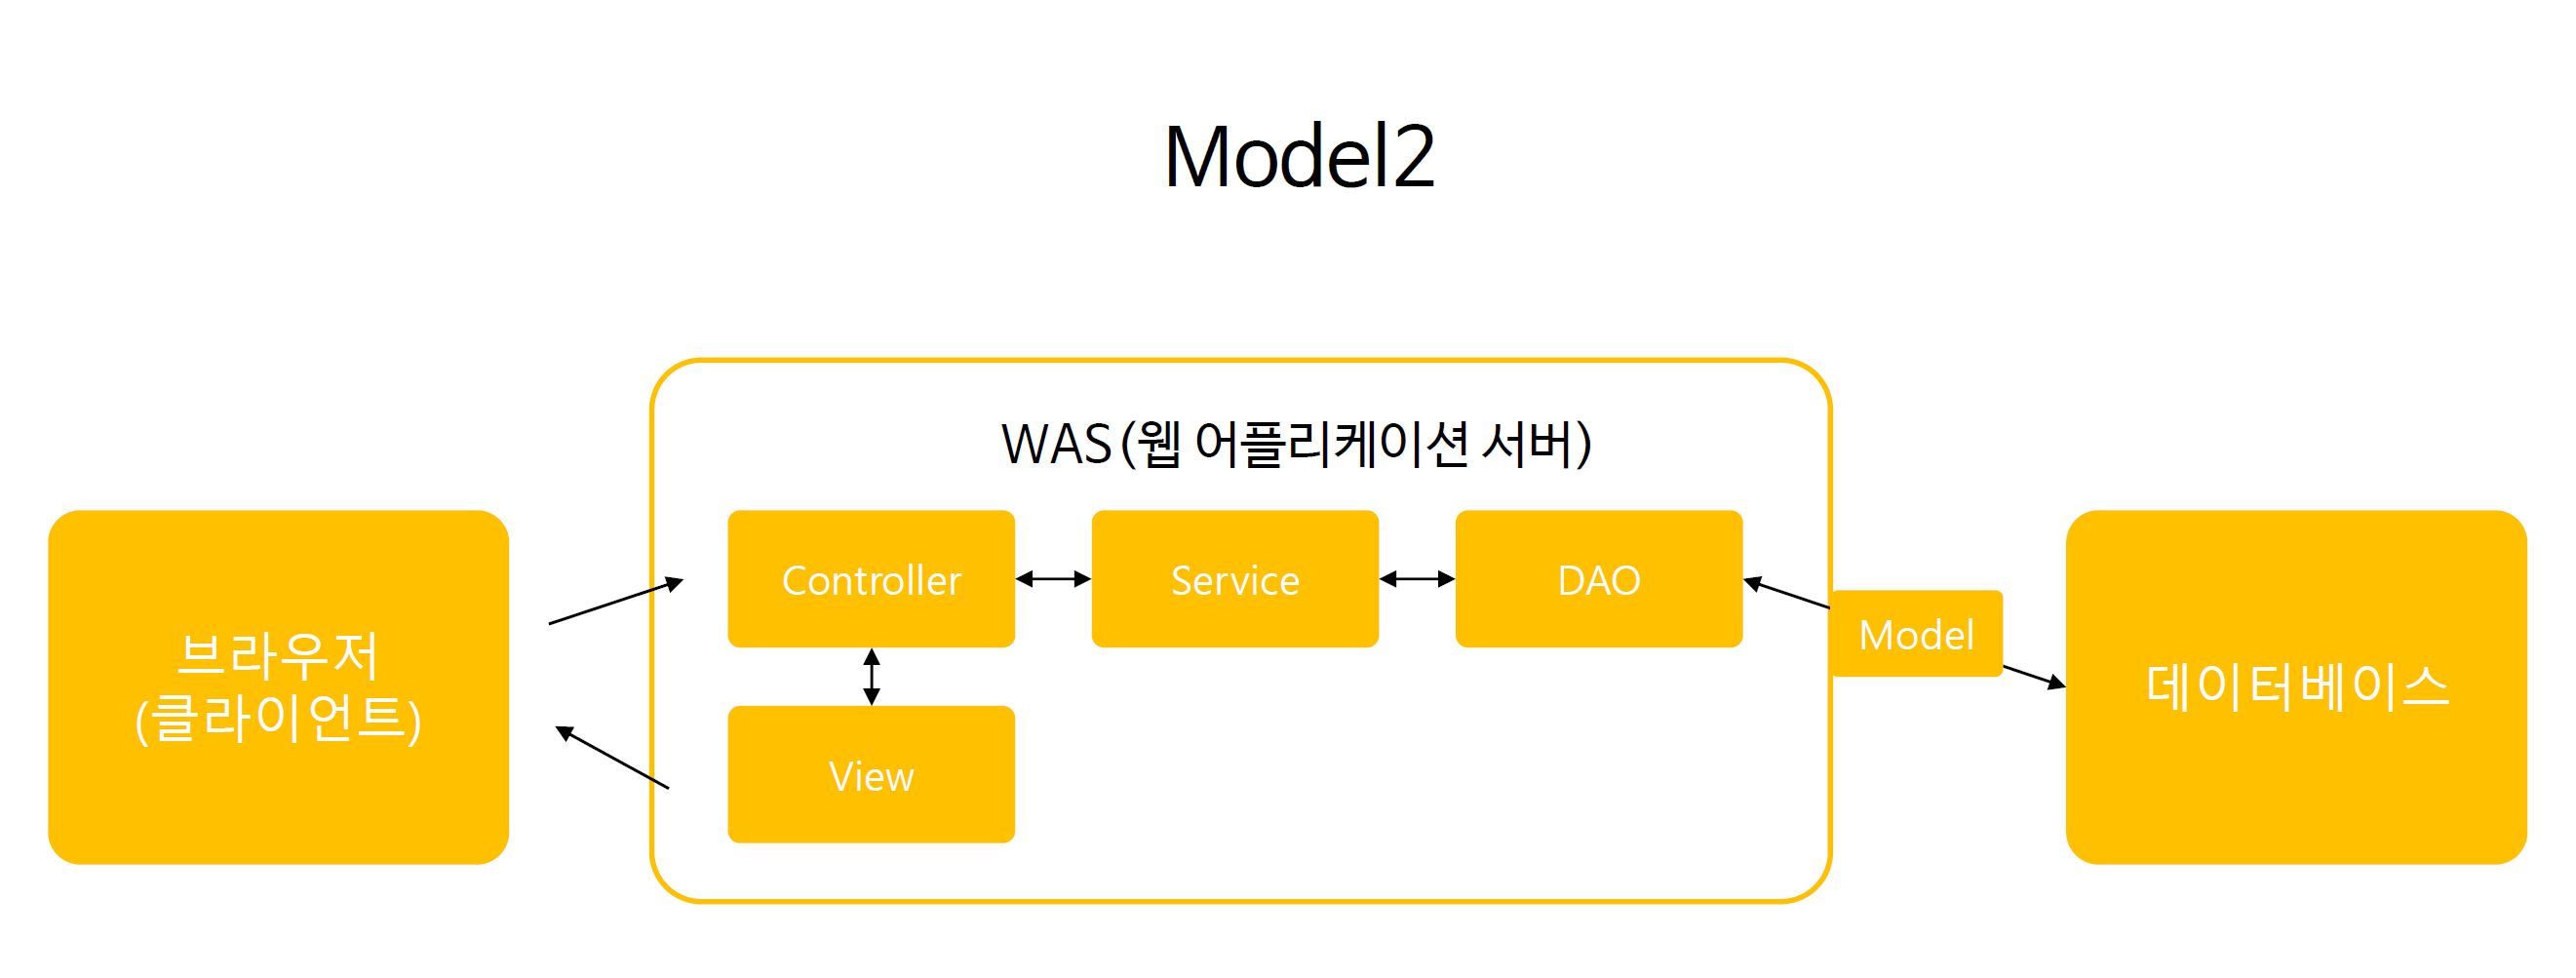 Model2
WAS(웹 어플리케이션 서버)
브라우저
(클라이언트)
Controller
Service
DAO
View
Model
데이터베이스